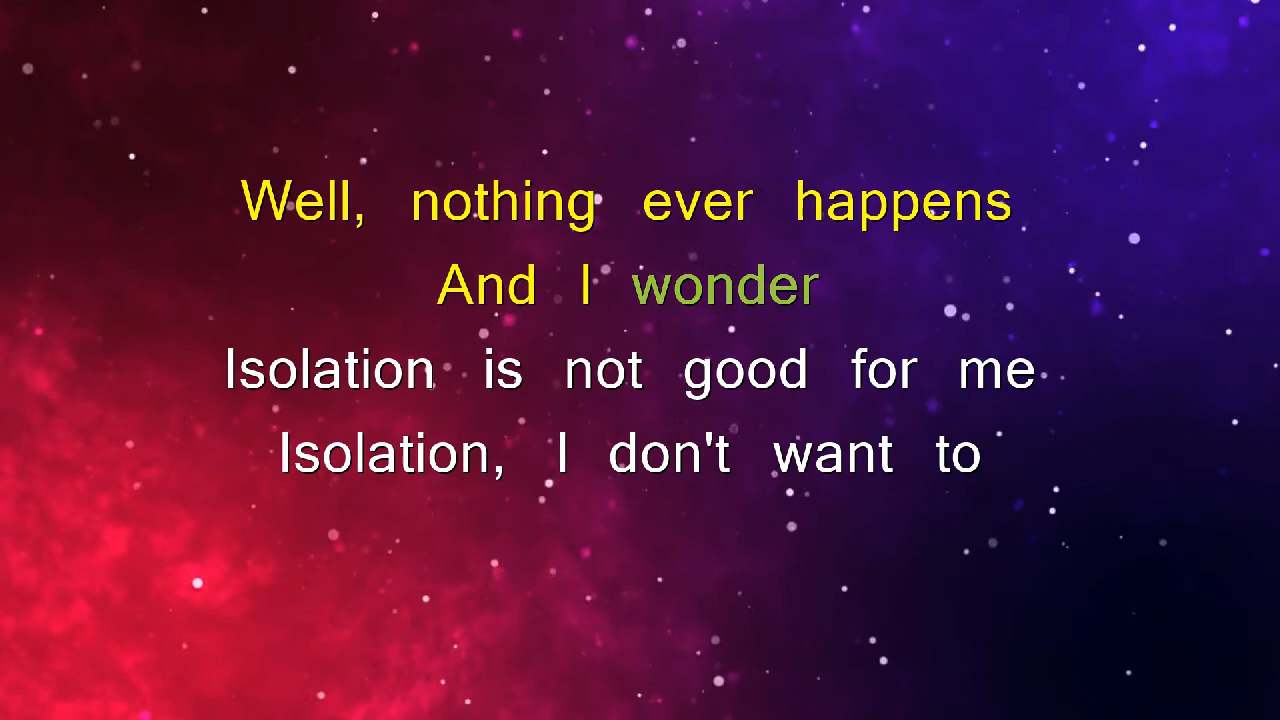 Well, nothing ever happens
And I wonder
Isolation is not good for me
Isolation, I don't want to